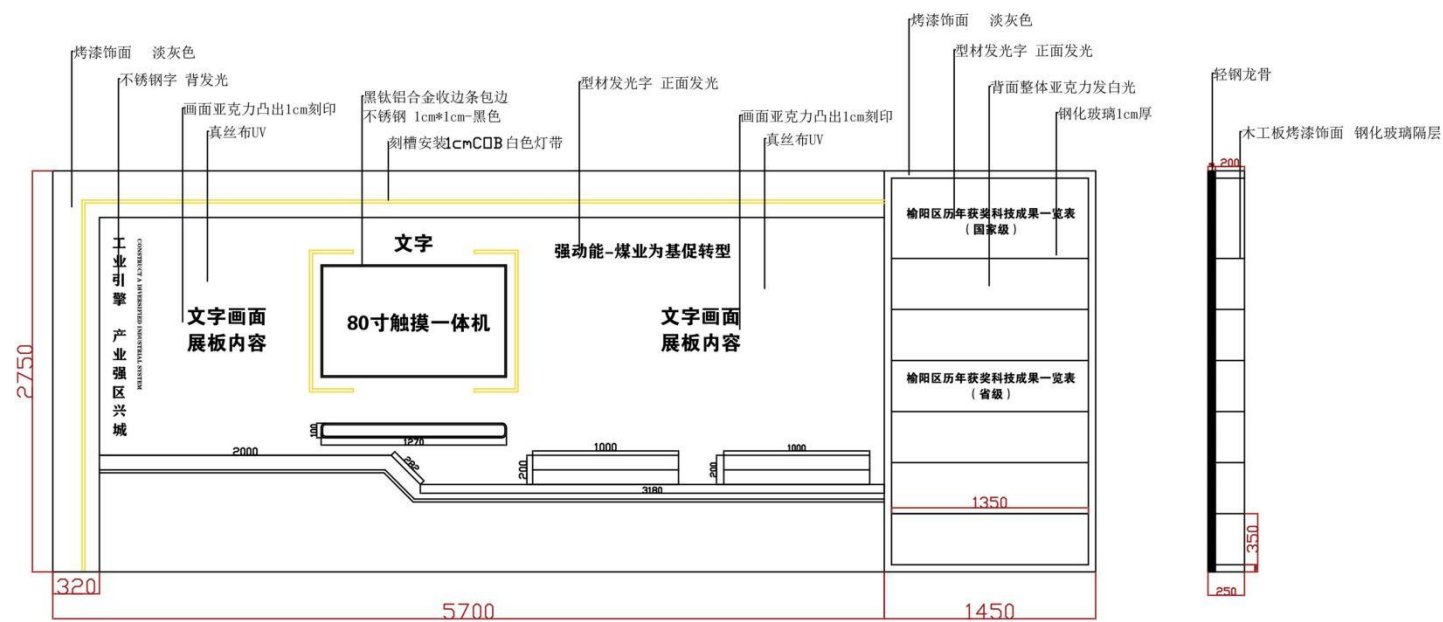 烤漆饰面 淡灰色
烤漆饰面 淡灰色
不锈钢字 背发光
画面亚克力凸出1cm刻印
真丝布UV
黑钛铝合金收边条包边
不锈钢 1cm*1cm-黑色
刻槽安装1cmCOB白色灯带
型材发光字 正面发光
画面亚克力凸出1cm刻印
真丝布UV
型材发光字 正面发光
背面整体亚克力发白光
钢化玻璃1cm厚
轻钢龙骨
木工板烤漆饰面 钢化玻璃隔层
200
工业引擎 产业强区兴城
CONSTRUCT A DIVERSIFIED INDUSTRIAL SYSTEM
文字
强动能-煤业为基促转型
榆阳区历年获奖科技成果一览表
(国家级)
文字画面
展板内容
80寸触摸一体机
文字画面
展板内容
榆阳区历年获奖科技成果一览表
(省级)
2750
100
1270
2000
282
200
1000
200
1000
3180
1350
350
320
5700
1450
250